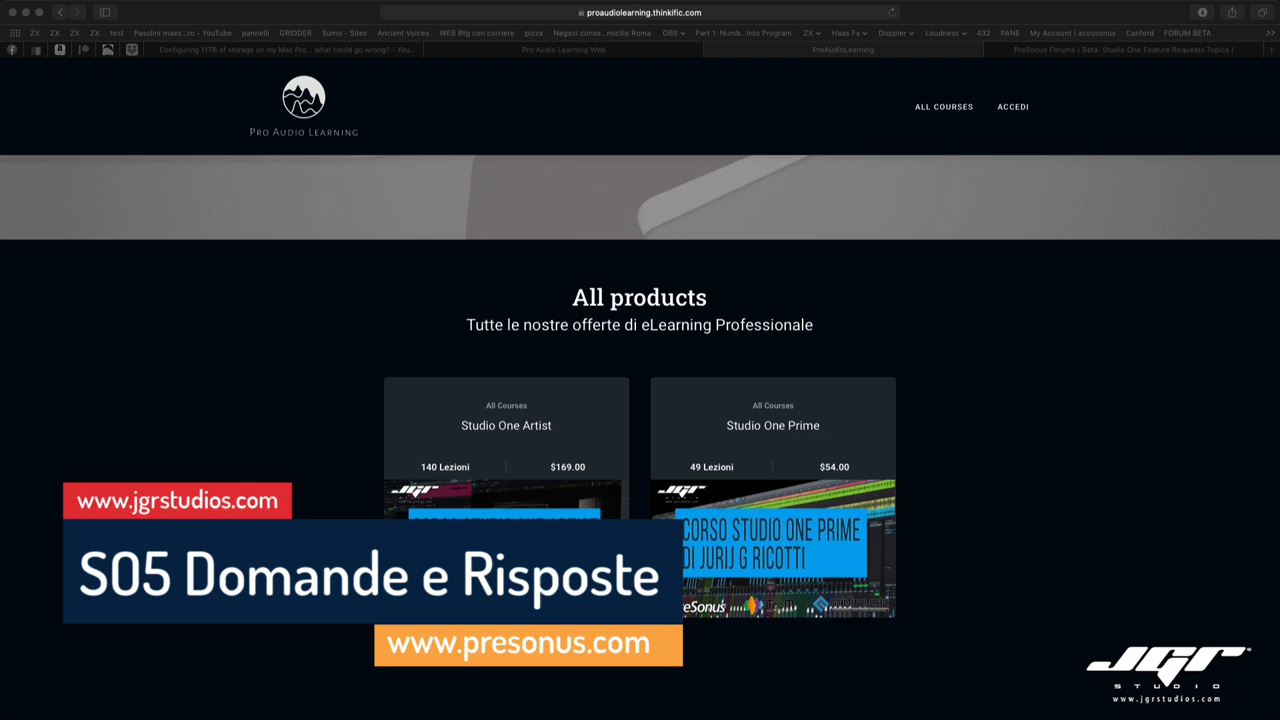 proaudiolearning.thinkific.com
ZX ZX ZX ZX test Pasolini maes...ro - YouTube pannelli GRIDDER Sumo - Sites Ancient Voices WEB Btg con corriere pizza Negozi conse...micilio Roma OBS Part 1: Numb...Into Program ZX Haas Fx Doppler Loudness 432 PANE My Account | accusonus Canford FORUM BETA
Configuring 11TB of storage on my Mac Pro... what could go wrong? - You... Pro Audio Learning Web ProAudioLearning PreSonus Forums | Beta: Studio One Feature Requests Topics |
PRO AUDIO LEARNING
ALL COURSES ACCEDI
All products
Tutte le nostre offerte di eLearning Professionale
All Courses
Studio One Artist
140 Lezioni $169.00
All Courses
Studio One Prime
49 Lezioni $54.00
JGR
JGR
CORSO STUDIO ONE PRIME
DI JURIJ G RICOTTI
eSonus
www.jgrstudios.com
S05 Domande e Risposte
www.presonus.com
JGR
STUDIO
www.jgrstudios.com